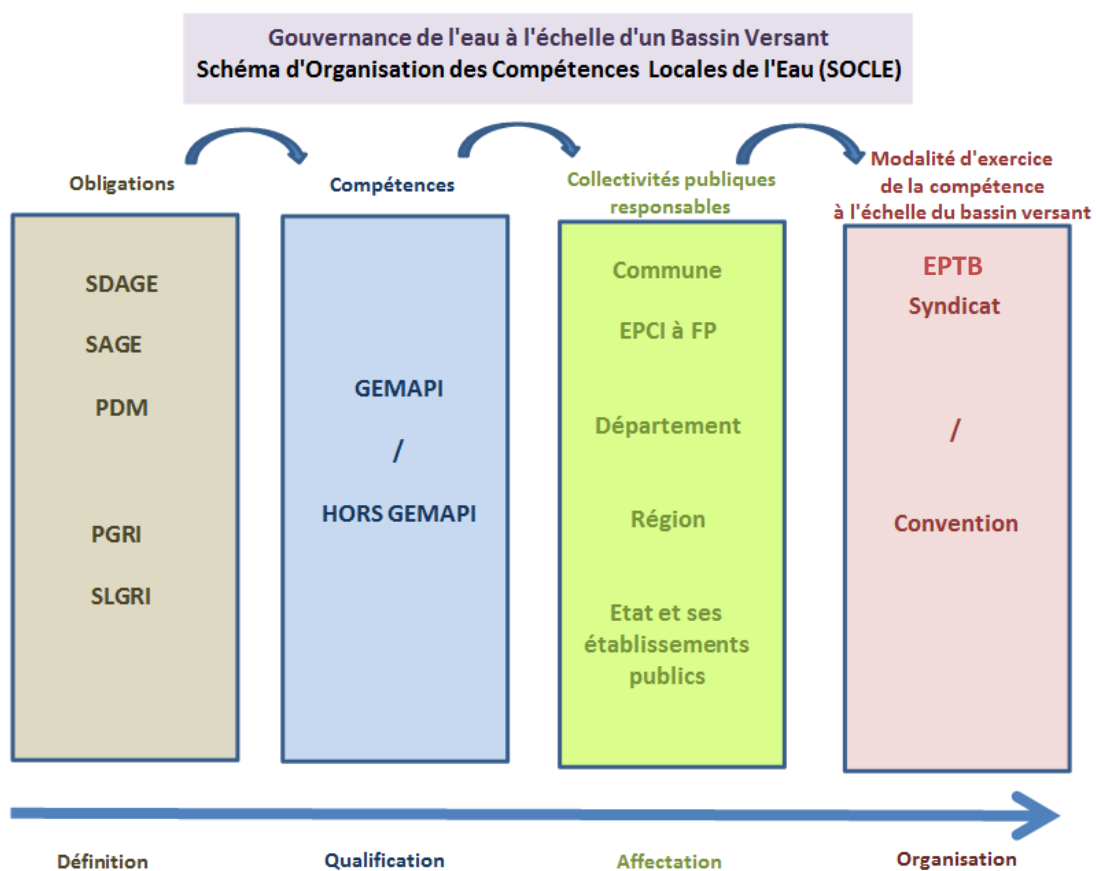 Gouvernance de l'eau à l'échelle d'un Bassin Versant
Schéma d'Organisation des Compétences Locales de l'Eau (SOCLE)
Obligations
SDAGE
SAGE
PDM
PGRI
SLGRI
Définition
Compétences
GEMAPI
/
HORS GEMAPI
Qualification
Collectivités publiques
responsables
Commune
EPCI à FP
Département
Région
Etat et ses
établissements
publics
Affectation
Modalité d'exercice
de la compétence
à l'échelle du bassin versant
EPTB
Syndicat
/
Convention
Organisation